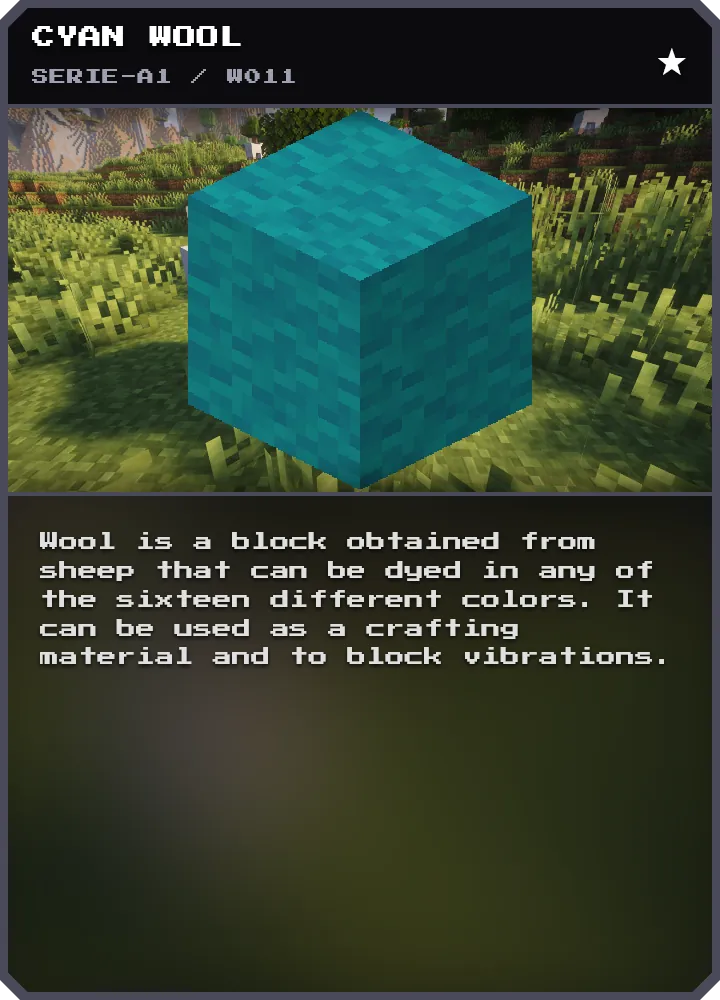 CYAN WOOL
SERIE-A1 / W011
Wool is a block obtained from
sheep that can be dyed in any of
the sixteen different colors. It
can be used as a crafting
material and to block vibrations.